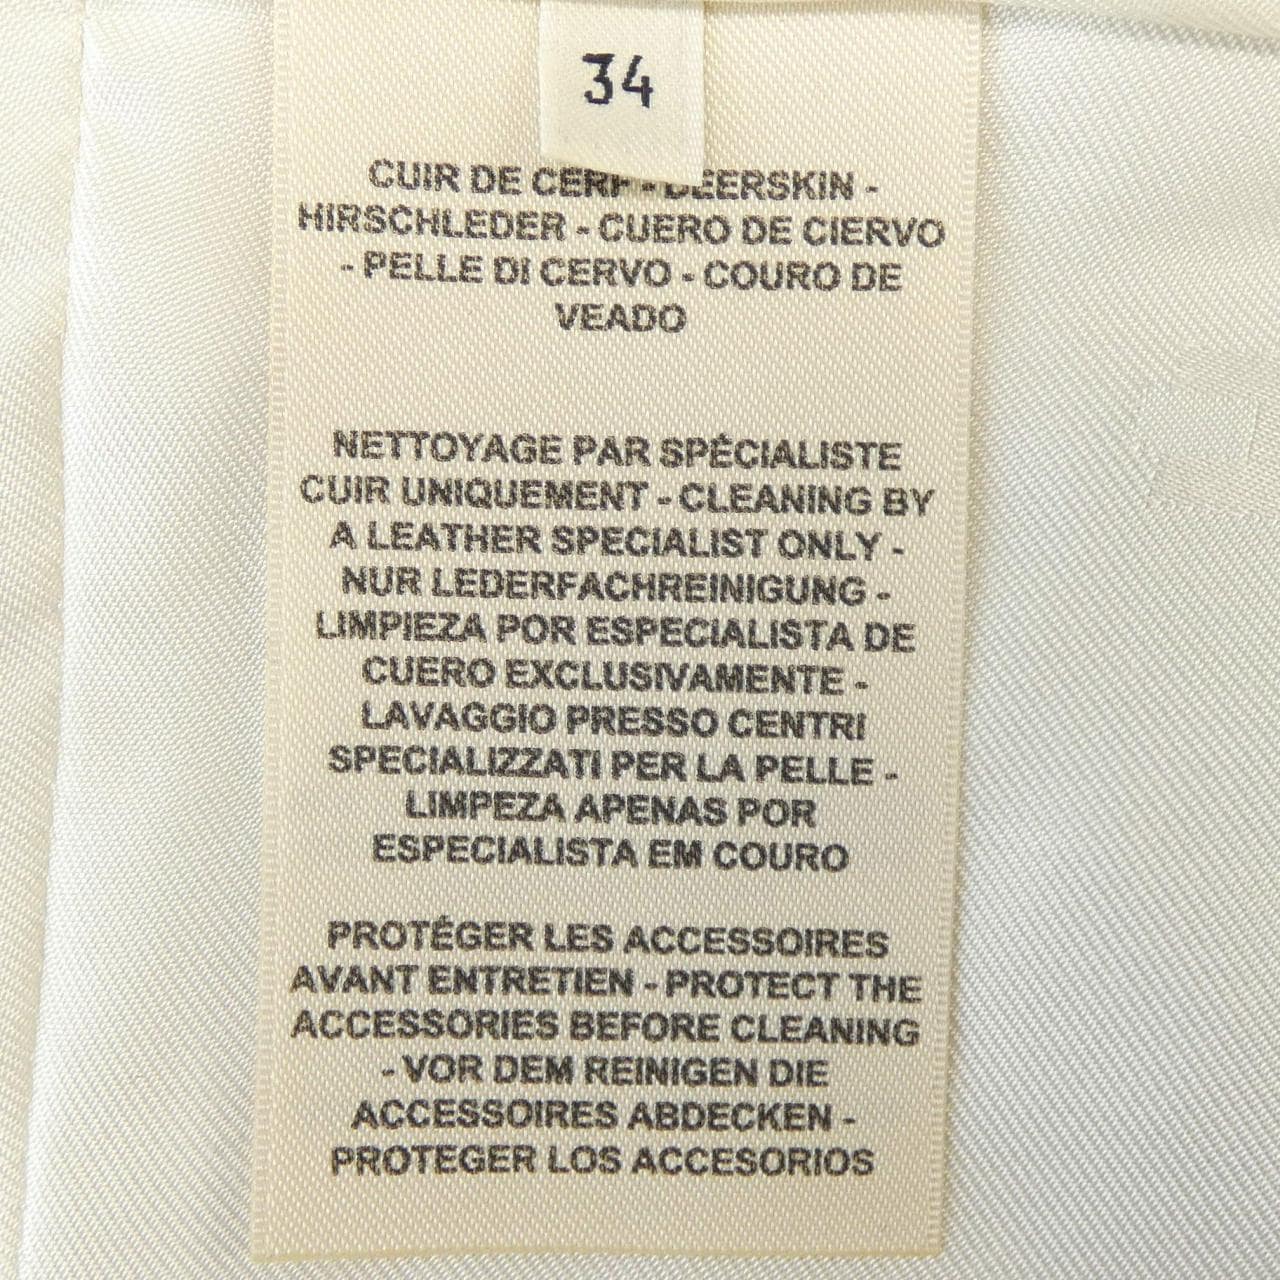 34
CUIR DE CERF - DEERSKIN -
HIRSCHLEDER - CUERO DE CIERVO
- PELLE DI CERVO - COURO DE
VEADO
NETTOYAGE PAR SPÉCIALISTE
CUIR UNIQUEMENT - CLEANING BY
A LEATHER SPECIALIST ONLY -
NUR LEDERFACHREINIGUNG -
LIMPIEZA POR ESPECIALISTA DE
CUERO EXCLUSIVAMENTE -
LAVAGGIO PRESSO CENTRI
SPECIALIZZATI PER LA PELLE -
LIMPEZA APENAS POR
ESPECIALISTA EM COURO
PROTÉGER LES ACCESSOIRES
AVANT ENTRETIEN - PROTECT THE
ACCESSORIES BEFORE CLEANING
- VOR DEM REINIGEN DIE
ACCESSOIRES ABDECKEN -
PROTEGER LOS ACCESORIOS